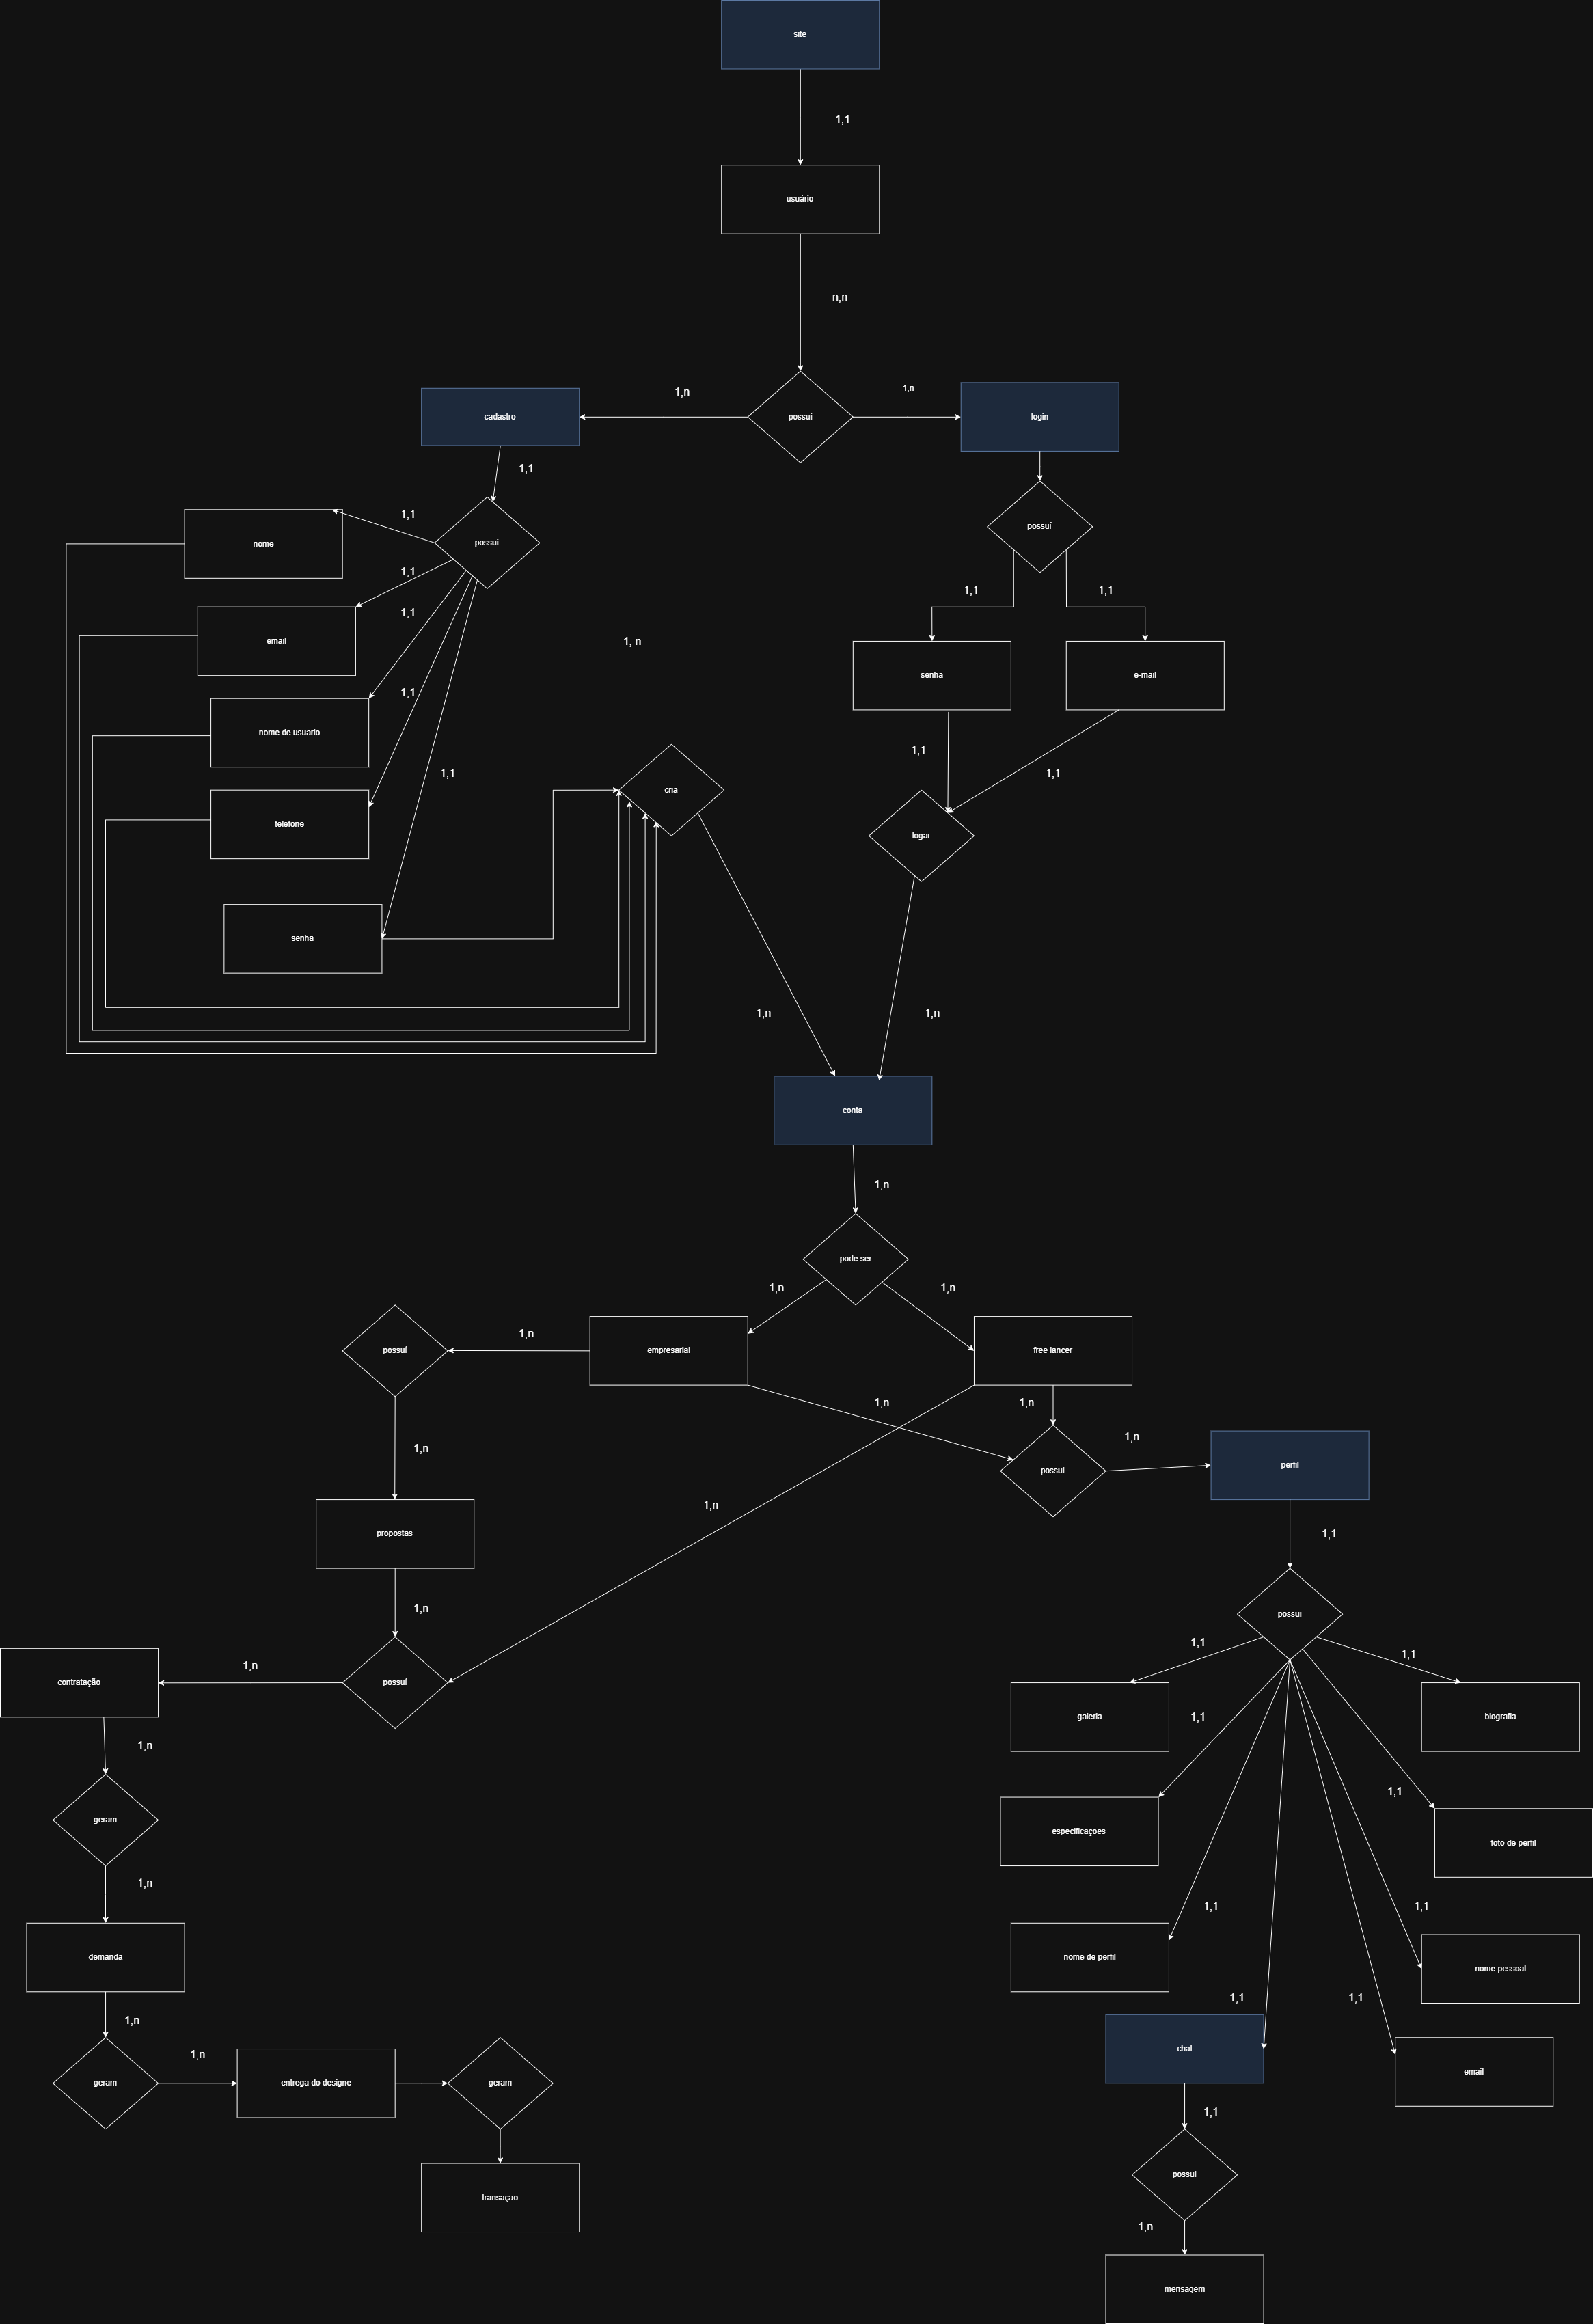 site
1,1
usuário
n,n
1,n
possui
1,n
cadastro
login
1,1
possuí
possui
1,1
nome
1,1
1,1
1,1
1,1
email
1, n
senha
e-mail
1,1
nome de usuario
1,1
1,1
1,1
cria
telefone
logar
senha
1,n
1,n
conta
1,n
pode ser
1,n
1,n
1,n
possuí
empresarial
free lancer
1,n
1,n
1,n
1,n
possui
perfil
1,n
propostas
1,1
1,n
possui
1,n
1,1
1,1
contratação
possuí
galeria
1,1
biografia
1,n
1,1
geram
especificaçoes
foto de perfil
1,n
1,1
1,1
demanda
nome de perfil
nome pessoal
1,n
1,1
1,1
1,n
chat
email
geram
entrega do designe
geram
1,1
possui
transaçao
1,n
mensagem